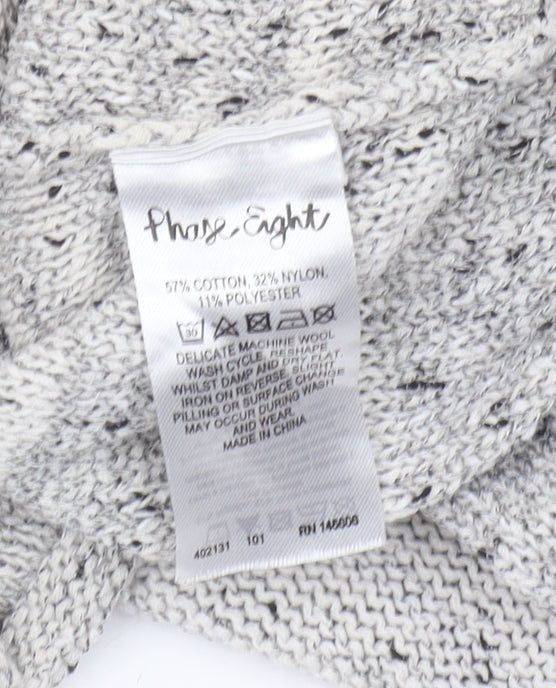 Phase Eight
57% COTTON, 32% NYLON,
11% POLYESTER
30
DELICATE MACHINE WOOL
WASH CYCLE, RESHAPE
WHILST DAMP AND DRY FLAT.
IRON ON REVERSE. SLIGHT
PILLING OR SURFACE CHANGE
MAY OCCUR DURING WASH
AND WEAR.
MADE IN CHINA
402131 101 RN 146606